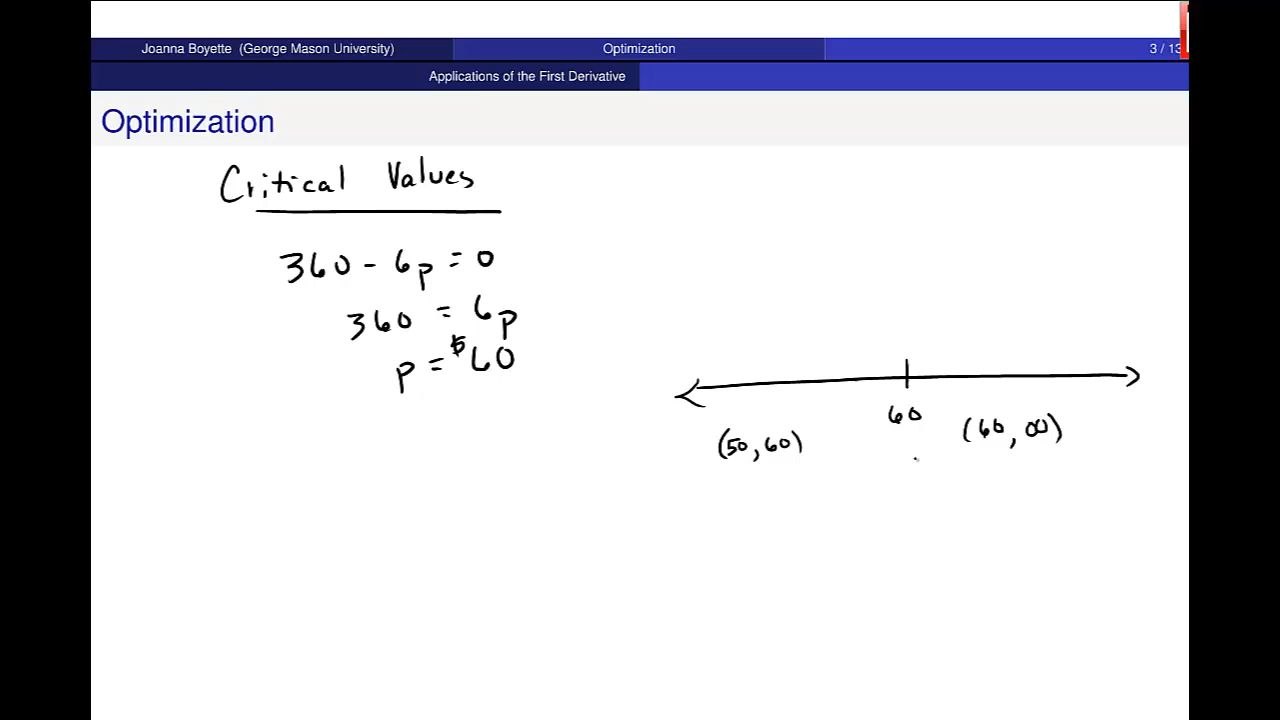 Joanna Boyette (George Mason University) Optimization 3 / 13
Applications of the First Derivative
Optimization
Critical Values
360 - 6p = 0
360 = 6p
p = $60
60
(50, 60) (60, ∞)